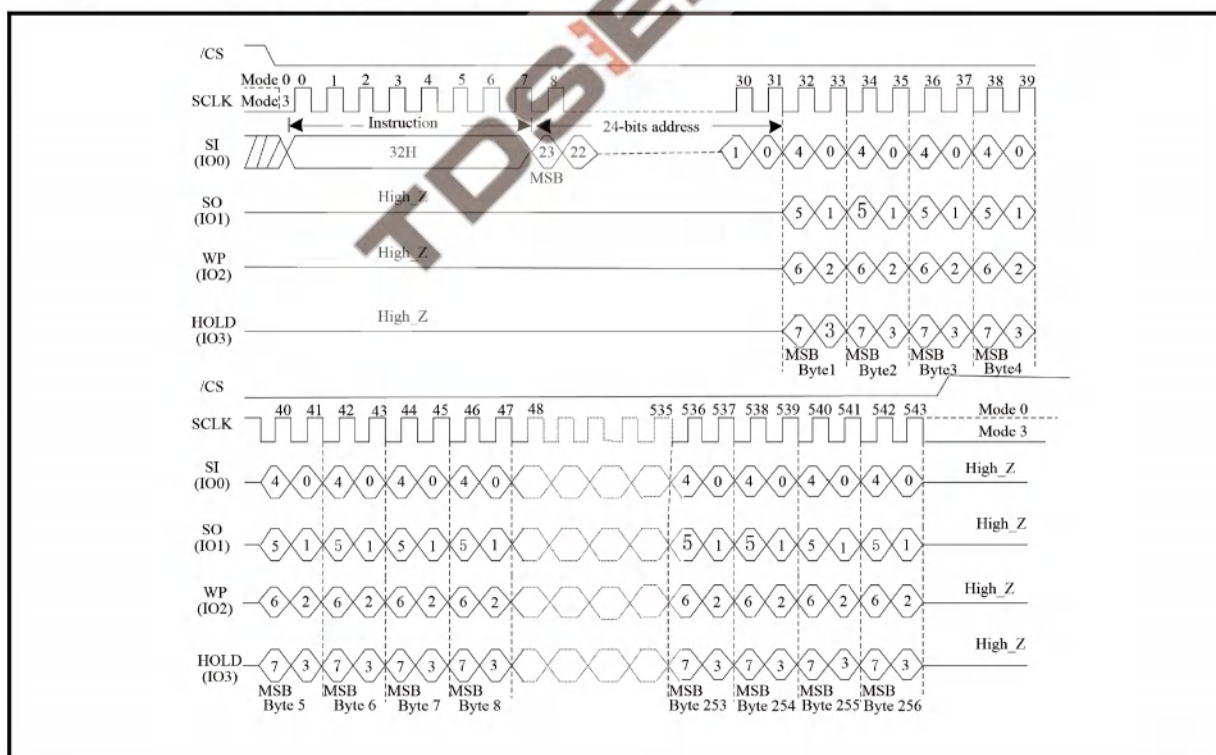 TDSIE
/CS
Mode 0 0 1 2 3 4 5 6 7 8 30 31 32 33 34 35 36 37 38 39
SCLK
Mode 3
Instruction 24-bits address
SI
(IO0)
32H 23 22 1 0 4 0 4 0 4 0 4 0
MSB
SO
(IO1)
High_Z 5 1 5 1 5 1 5 1
WP
(IO2)
High_Z 6 2 6 2 6 2 6 2
HOLD
(IO3)
High_Z 7 3 7 3 7 3 7 3
MSB MSB MSB MSB
Byte1 Byte2 Byte3 Byte4
/CS
40 41 42 43 44 45 46 47 48 535 536 537 538 539 540 541 542 543 Mode 0
SCLK
Mode 3
SI
(IO0)
4 0 4 0 4 0 4 0 4 0 4 0 4 0 4 0 High_Z
SO
(IO1)
5 1 5 1 5 1 5 1 5 1 5 1 5 1 5 1 High_Z
WP
(IO2)
6 2 6 2 6 2 6 2 6 2 6 2 6 2 6 2 High_Z
HOLD
(IO3)
7 3 7 3 7 3 7 3 7 3 7 3 7 3 7 3 High_Z
MSB MSB MSB MSB MSB MSB MSB MSB
Byte 5 Byte 6 Byte 7 Byte 8 Byte 253 Byte 254 Byte 255 Byte 256